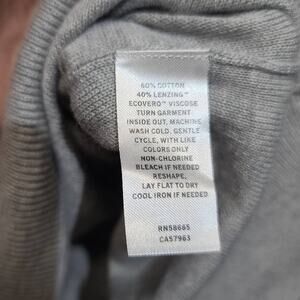 60% COTTON
40% LENZING™
ECOVERO™ VISCOSE
TURN GARMENT
INSIDE OUT, MACHINE
WASH COLD, GENTLE
CYCLE, WITH LIKE
COLORS ONLY
NON-CHLORINE
BLEACH IF NEEDED
RESHAPE,
LAY FLAT TO DRY
COOL IRON IF NEEDED
RN58665
CA57963